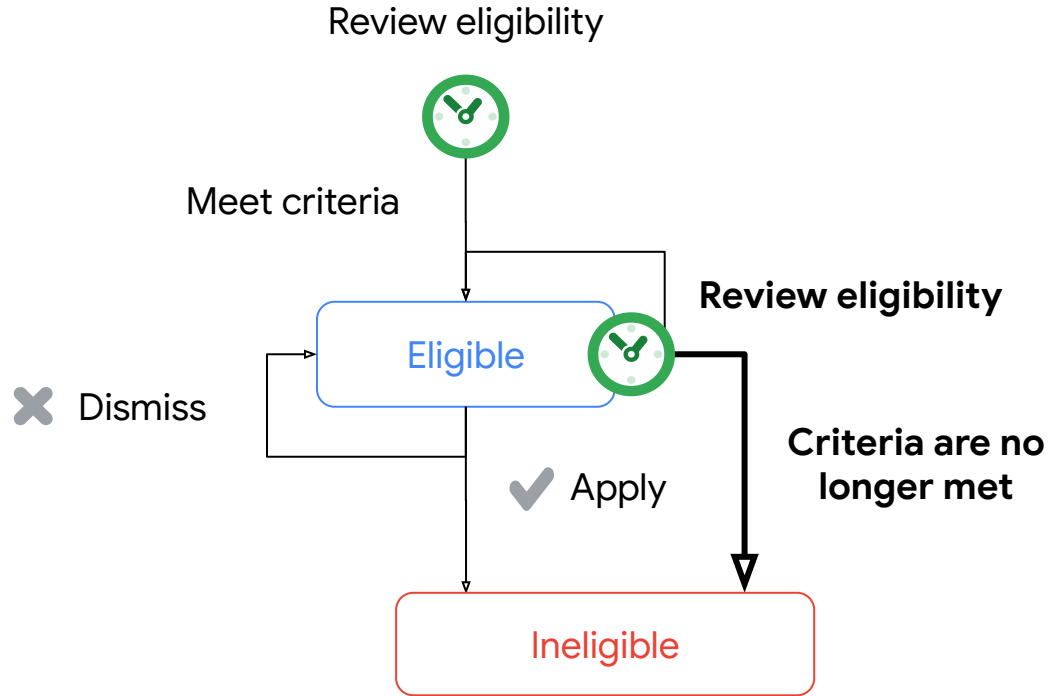 Review eligibility
Meet criteria
Review eligibility
Eligible
Dismiss
Criteria are no
longer met
Apply
Ineligible